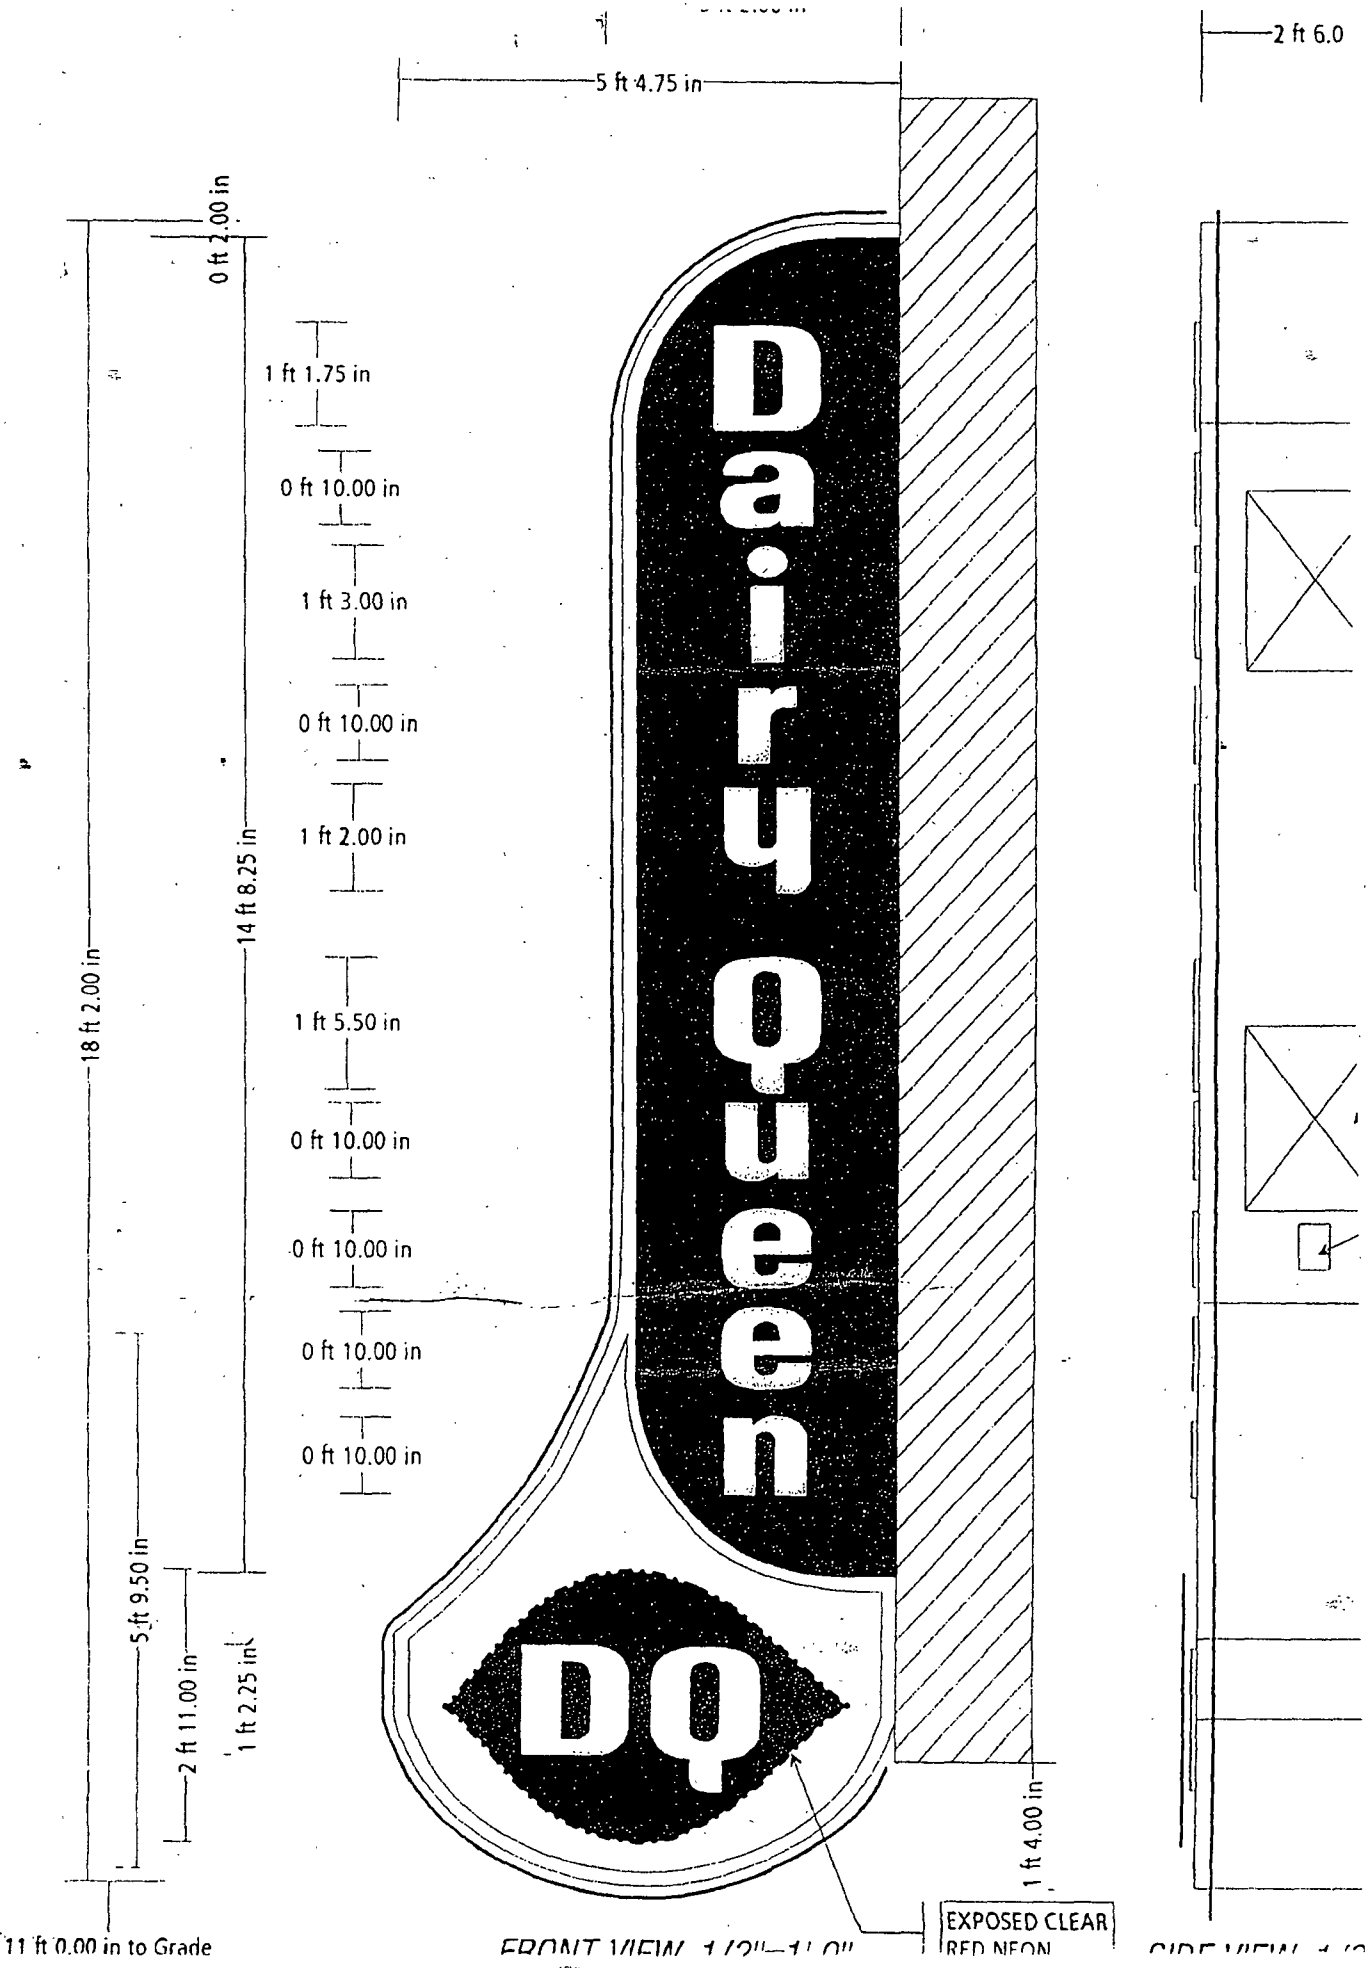 2 ft 6.0
5 ft 4.75 in
0 ft 2.00 in
1 ft 1.75 in
0 ft 10.00 in
1 ft 3.00 in
0 ft 10.00 in
1 ft 2.00 in
14 ft 8.25 in
18 ft 2.00 in
1 ft 5.50 in
0 ft 10.00 in
0 ft 10.00 in
0 ft 10.00 in
0 ft 10.00 in
Dairy Queen
5 ft 9.50 in
2 ft 11.00 in
1 ft 2.25 in
DQ
1 ft 4.00 in
EXPOSED CLEAR
RED NEON
11 ft 0.00 in to Grade
FRONT VIEW 1/2"=1' 0"
SIDE VIEW